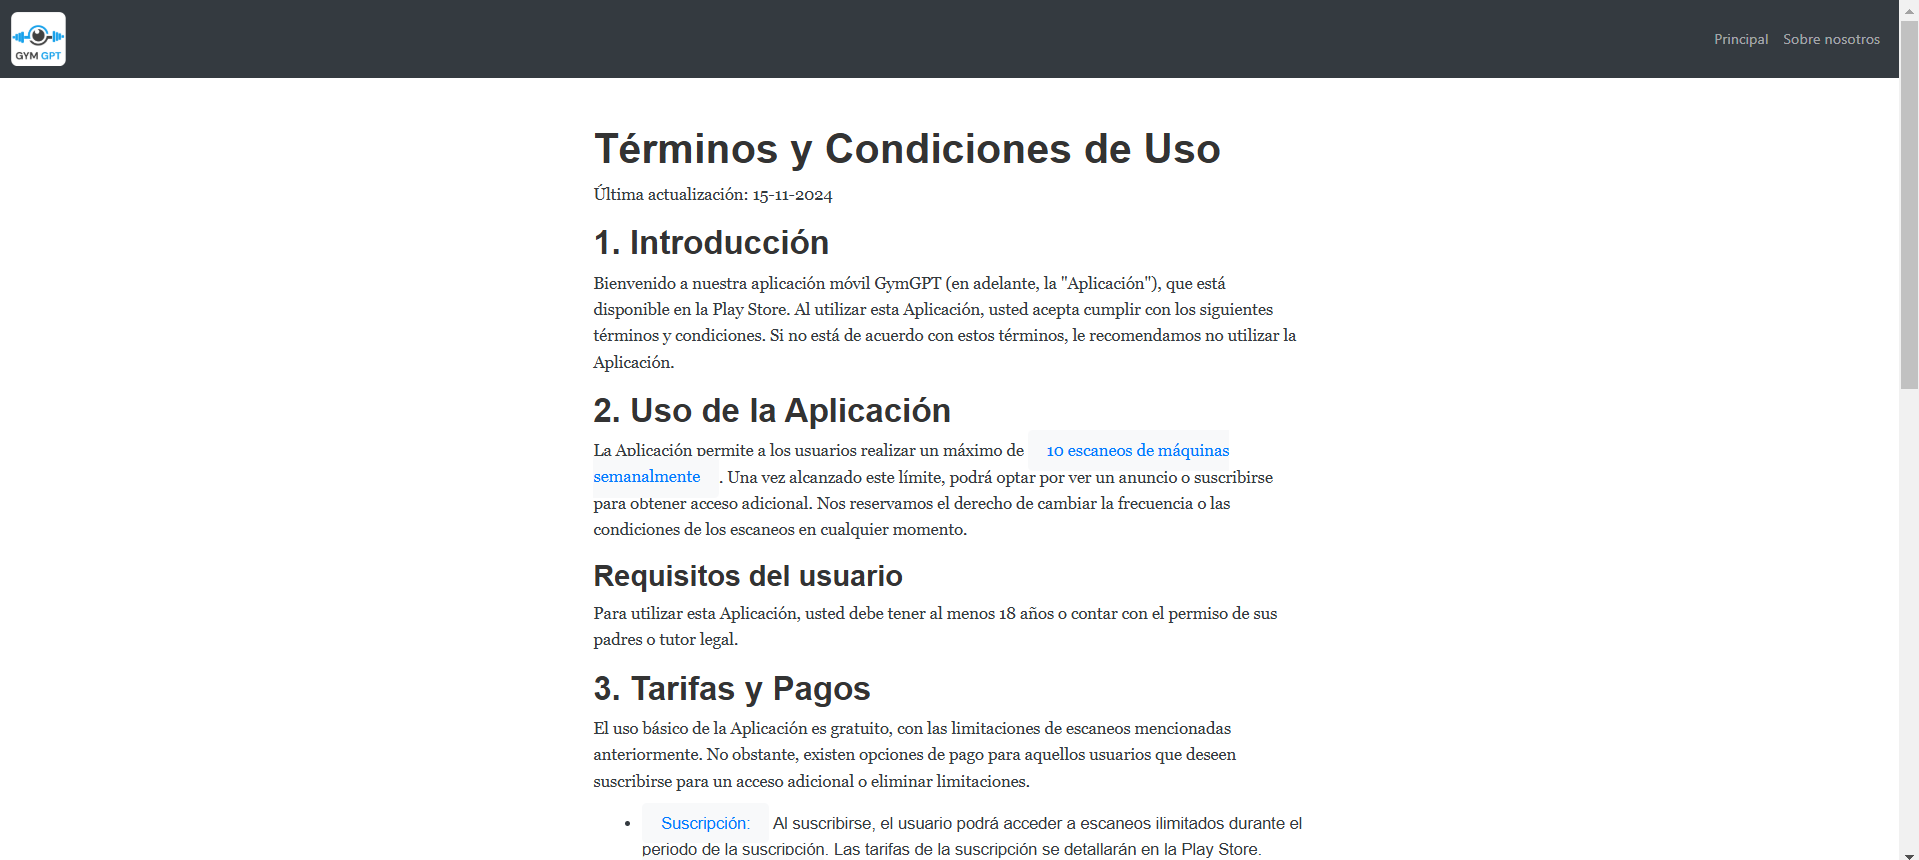 GYM GPT
Principal
Sobre nosotros
Términos y Condiciones de Uso
Última actualización: 15-11-2024
1. Introducción
Bienvenido a nuestra aplicación móvil GymGPT (en adelante, la "Aplicación"), que está
disponible en la Play Store. Al utilizar esta Aplicación, usted acepta cumplir con los siguientes
términos y condiciones. Si no está de acuerdo con estos términos, le recomendamos no utilizar la
Aplicación.
2. Uso de la Aplicación
La Aplicación permite a los usuarios realizar un máximo de 10 escaneos de máquinas
semanalmente . Una vez alcanzado este límite, podrá optar por ver un anuncio o suscribirse
para obtener acceso adicional. Nos reservamos el derecho de cambiar la frecuencia o las
condiciones de los escaneos en cualquier momento.
Requisitos del usuario
Para utilizar esta Aplicación, usted debe tener al menos 18 años o contar con el permiso de sus
padres o tutor legal.
3. Tarifas y Pagos
El uso básico de la Aplicación es gratuito, con las limitaciones de escaneos mencionadas
anteriormente. No obstante, existen opciones de pago para aquellos usuarios que deseen
suscribirse para un acceso adicional o eliminar limitaciones.
• Suscripción: Al suscribirse, el usuario podrá acceder a escaneos ilimitados durante el
periodo de la suscripción. Las tarifas de la suscripción se detallarán en la Play Store.